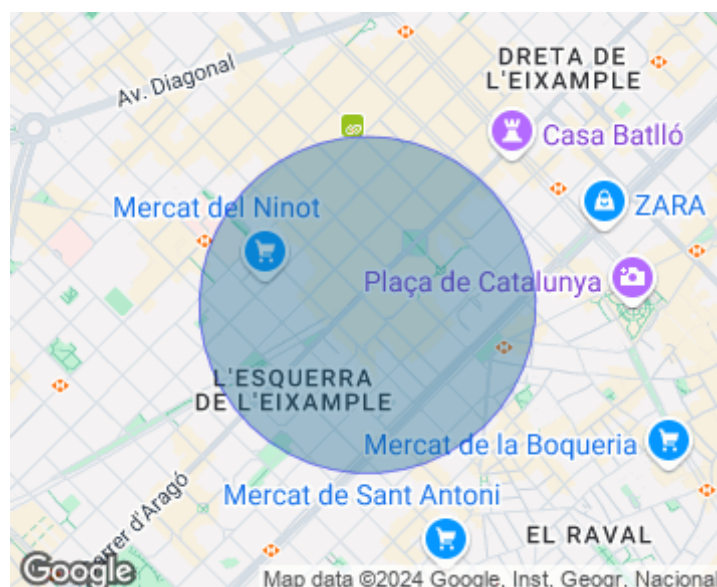 DRETA DE
L'EIXAMPLE
Av. Diagonal
Casa Batlló
Mercat del Ninot
ZARA
Plaça de Catalunya
L'ESQUERRA
DE L'EIXAMPLE
Mercat de la Boqueria
Mercat de Sant Antoni
d'Aragó
EL RAVAL
Google
Map data ©2024 Google, Inst. Geogr. Nacional